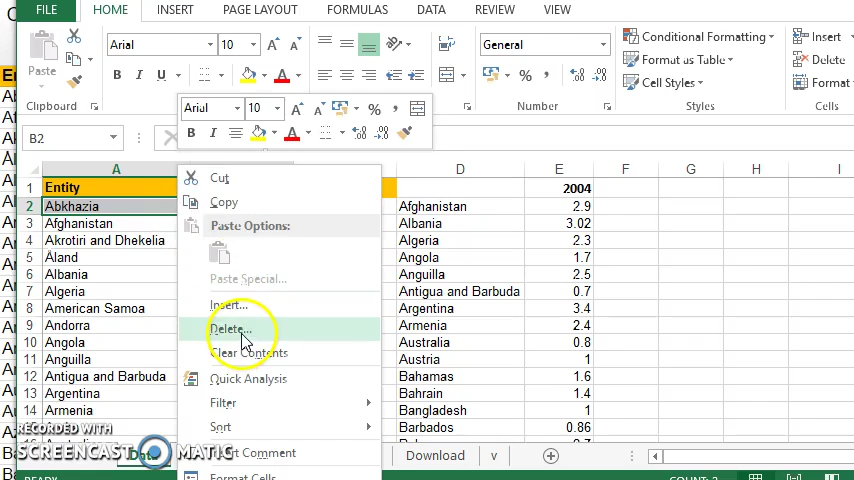 FILE HOME INSERT PAGE LAYOUT FORMULAS DATA REVIEW VIEW
Arial 10 A A General Conditional Formatting Insert
Paste B I U A $ % , Format as Table Delete
Cell Styles Format
Clipboard Number Styles Cells
Arial 10 A A % ,
B I A
B2
A D E F G H I
1 Entity 2004
2 Abkhazia Afghanistan 2.9
3 Afghanistan Albania 3.02
4 Akrotiri and Dhekelia Algeria 2.3
5 Åland Angola 1.7
6 Albania Anguilla 2.5
7 Algeria Antigua and Barbuda 0.7
8 American Samoa Argentina 3.4
9 Andorra Armenia 2.4
10 Angola Australia 0.8
11 Anguilla Austria 1
12 Antigua and Barbuda Bahamas 1.6
13 Argentina Bahrain 1.4
14 Armenia Bangladesh 1
Barbados 0.86
Cut
Copy
Paste Options:
Paste Special...
Insert...
Delete...
Clear Contents
Quick Analysis
Filter
Sort
Insert Comment
Format Cells
RECORDED WITH
SCREENCAST MATIC
Data Download v
READY COUNT: 2